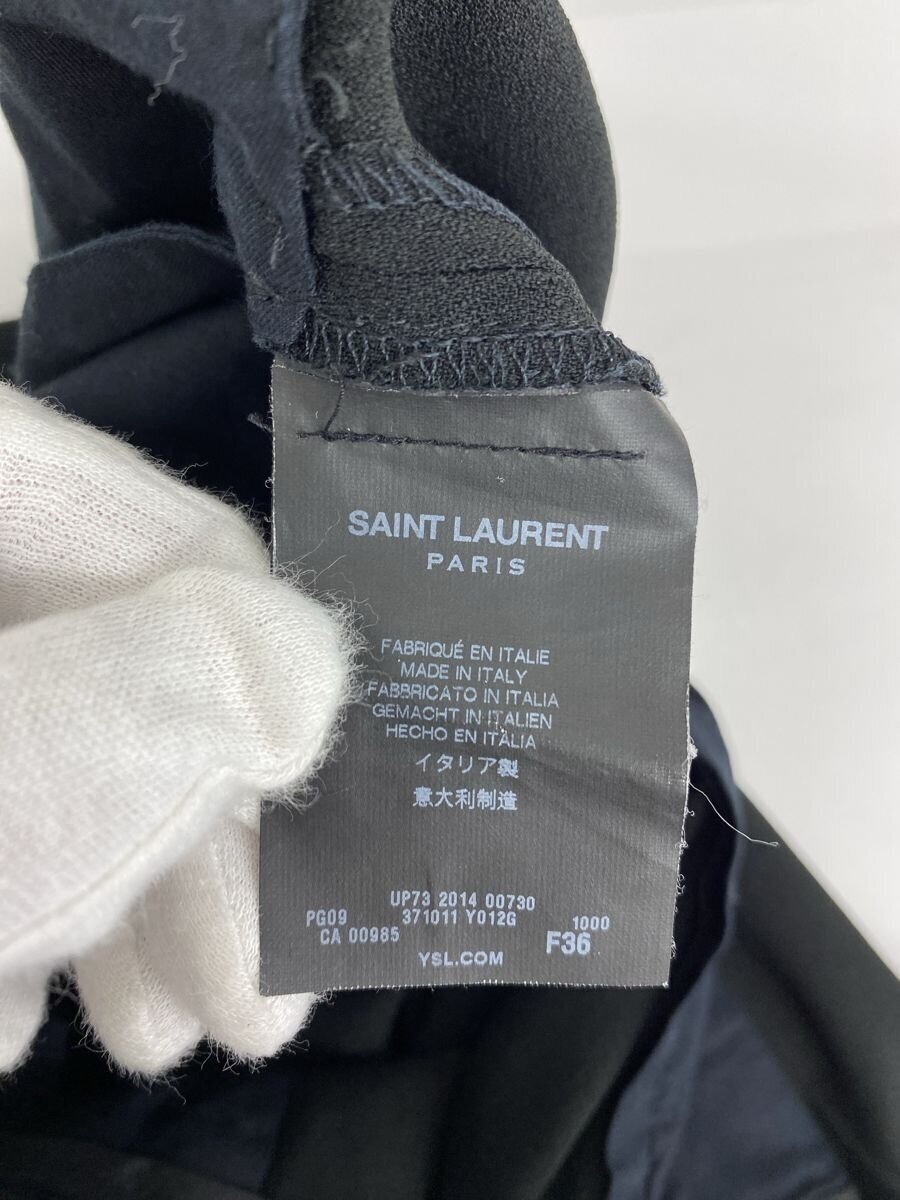 SAINT LAURENT
PARIS
FABRIQUÉ EN ITALIE
MADE IN ITALY
FABBRICATO IN ITALIA
GEMACHT IN ITALIEN
HECHO EN ITALIA
イタリア製
意大利制造
UP73 2014 00730
PG09 371011 Y012G 1000
CA 00985 F36
YSL.COM